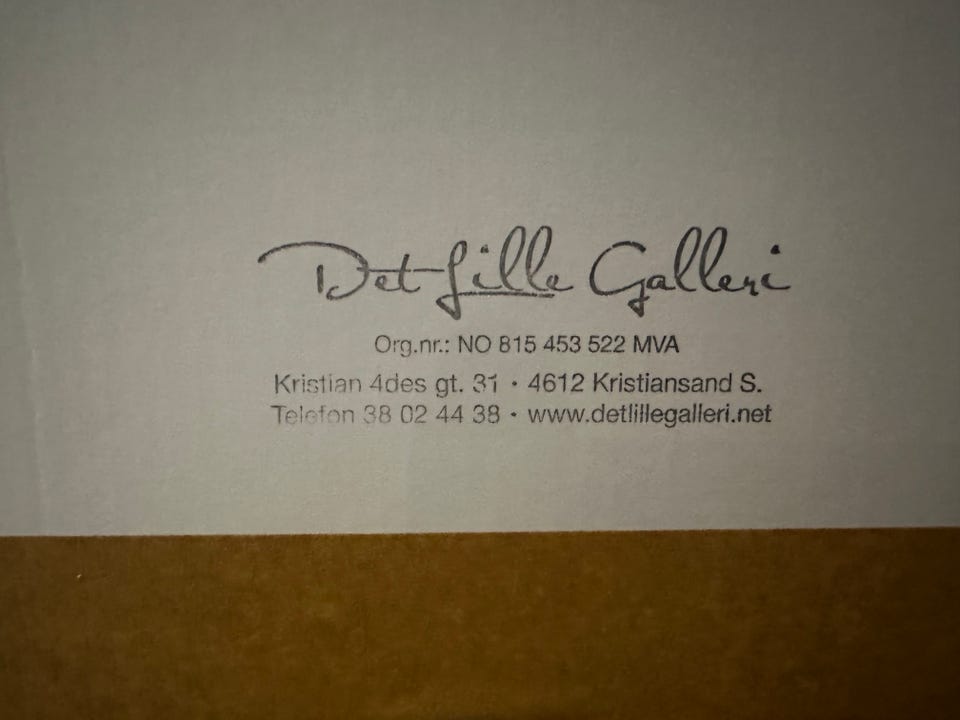 Det Lille Galleri
Org.nr.: NO 815 453 522 MVA
Kristian 4des gt. 31 · 4612 Kristiansand S.
Telefon 38 02 44 38 · www.detlillegalleri.net